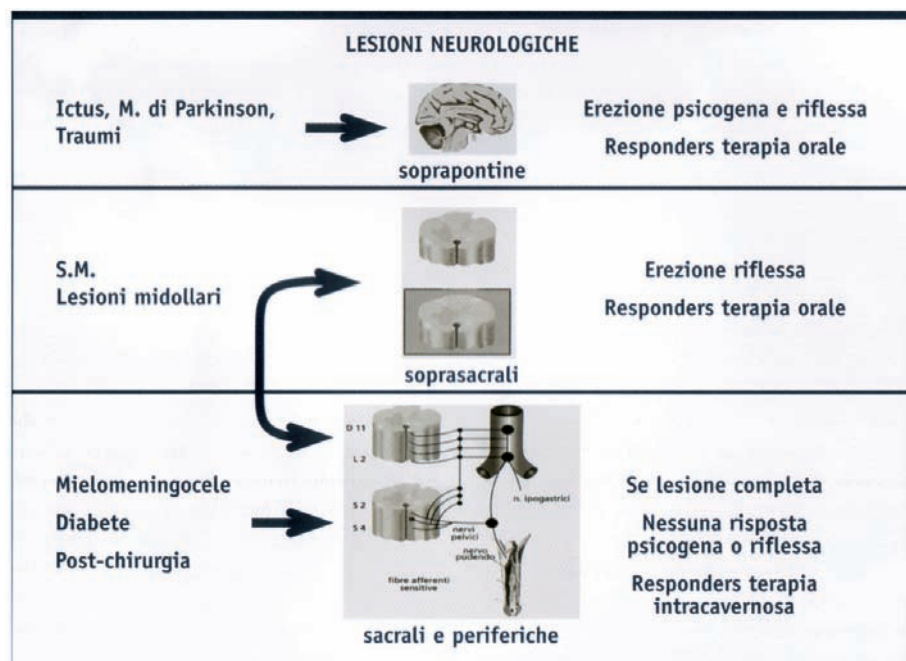 LESIONI NEUROLOGICHE
Ictus, M. di Parkinson,
Traumi
soprapontine
Erezione psicogena e riflessa
Responders terapia orale
S.M.
Lesioni midollari
soprasacrali
Erezione riflessa
Responders terapia orale
Mielomeningocele
Diabete
Post-chirurgia
D 11
L 2
S 2
S 4
n. ipogastrici
nervi
pelvici
nervo
pudendo
fibre afferenti
sensitive
sacrali e periferiche
Se lesione completa
Nessuna risposta
psicogena o riflessa
Responders terapia
intracavernosa